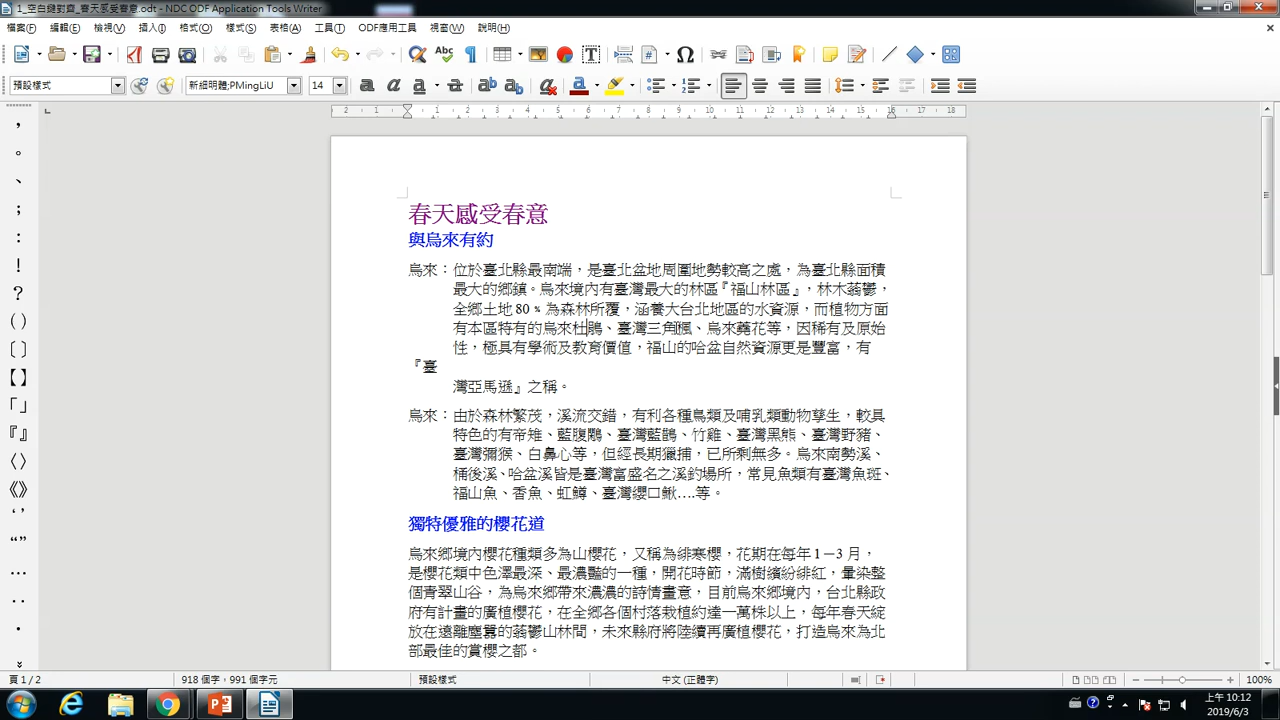 1_空白鍵對齊_春天感受春意.odt - NDC ODF Application Tools Writer
檔案(F) 編輯(E) 檢視(V) 插入(I) 格式(O) 樣式(S) 表格(A) 工具(T) ODF應用工具 視窗(W) 說明(H)
預設樣式 新細明體;PMingLiU 14
2 1 1 2 3 4 5 6 7 8 9 10 11 12 13 14 15 16 17 18
春天感受春意
與烏來有約
烏來：位於臺北縣最南端，是臺北盆地周圍地勢較高之處，為臺北縣面積
最大的鄉鎮。烏來境內有臺灣最大的林區『福山林區』，林木蓊鬱，
全鄉土地 80﹪為森林所覆，涵養大台北地區的水資源，而植物方面
有本區特有的烏來杜鵑、臺灣三角楓、烏來蕘花等，因稀有及原始
性，極具有學術及教育價值，福山的哈盆自然資源更是豐富，有
『臺
灣亞馬遜』之稱。
烏來：由於森林繁茂，溪流交錯，有利各種鳥類及哺乳類動物孳生，較具
特色的有帝雉、藍腹鷴、臺灣藍鵲、竹雞、臺灣黑熊、臺灣野豬、
臺灣彌猴、白鼻心等，但經長期獵捕，已所剩無多。烏來南勢溪、
桶後溪、哈盆溪皆是臺灣富盛名之溪釣場所，常見魚類有臺灣魚斑、
福山魚、香魚、虹鱒、臺灣纓口鰍….等。
獨特優雅的櫻花道
烏來鄉境內櫻花種類多為山櫻花，又稱為緋寒櫻，花期在每年 1－3 月，
是櫻花類中色澤最深、最濃豔的一種，開花時節，滿樹繽紛緋紅，暈染整
個青翠山谷，為烏來鄉帶來濃濃的詩情畫意，目前烏來鄉境內，台北縣政
府有計畫的廣植櫻花，在全鄉各個村落栽植約達一萬株以上，每年春天綻
放在遠離塵囂的蓊鬱山林間，未來縣府將陸續再廣植櫻花，打造烏來為北
部最佳的賞櫻之都。
，
。
、
；
：
！
？
（）
〔〕
【】
「」
『』
〈〉
《》
‘’
“”
…
‥
頁 1 / 2 918 個字，991 個字元 預設樣式 中文 (正體字) 100%
上午 10:12
2019/6/3